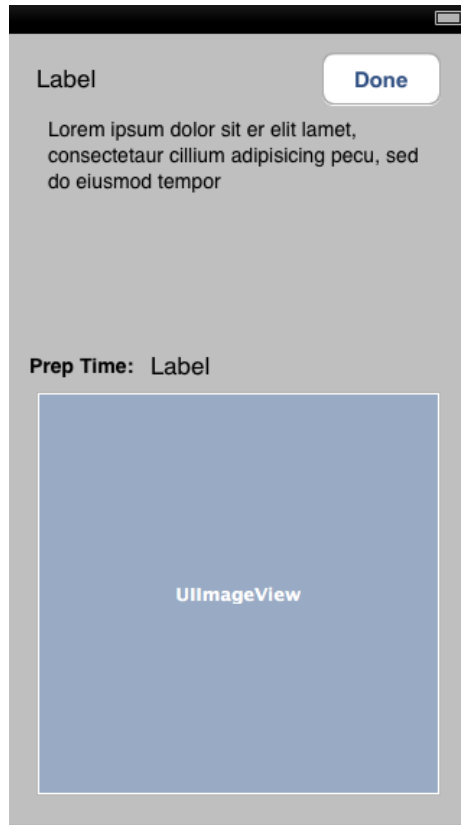 Label
Done
Lorem ipsum dolor sit er elit lamet,
consectetaur cillium adipisicing pecu, sed
do eiusmod tempor
Prep Time: Label
UIImageView